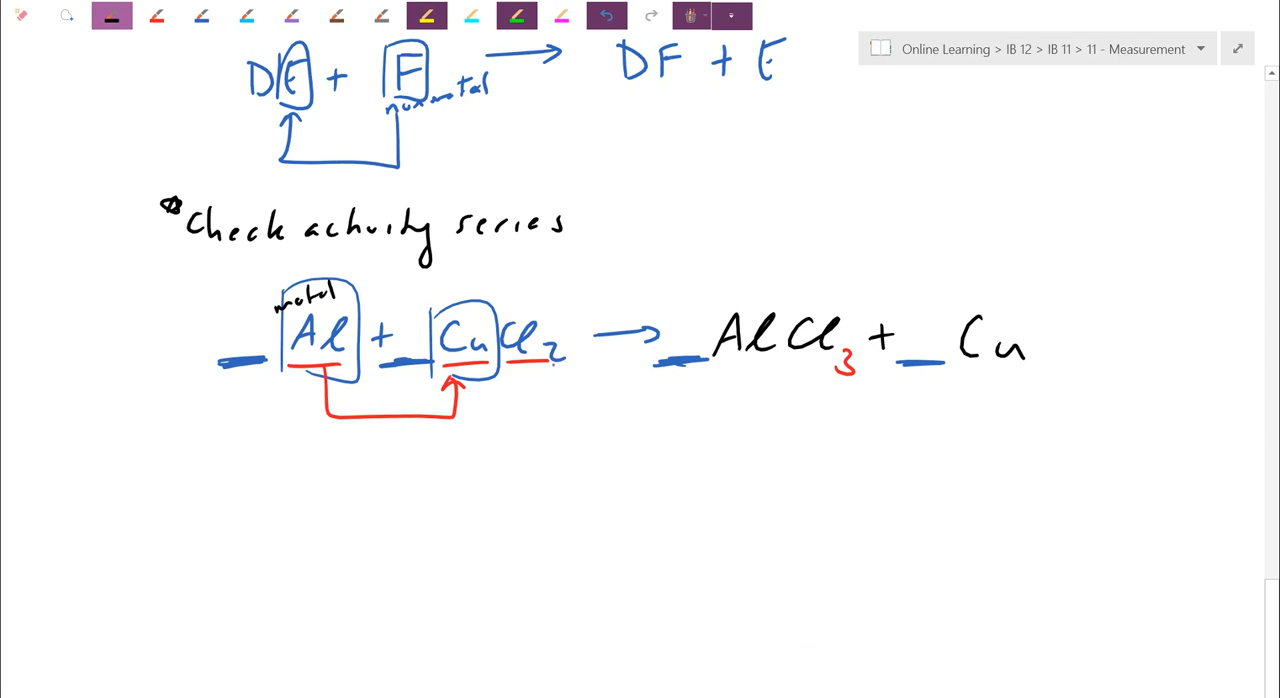 Online Learning > IB 12 > IB 11 > 11 - Measurement
DE + F → DF + E
nonmetal
*Check activity series
metal
_ Al + _ CuCl₂ → _ AlCl₃ + _ Cu